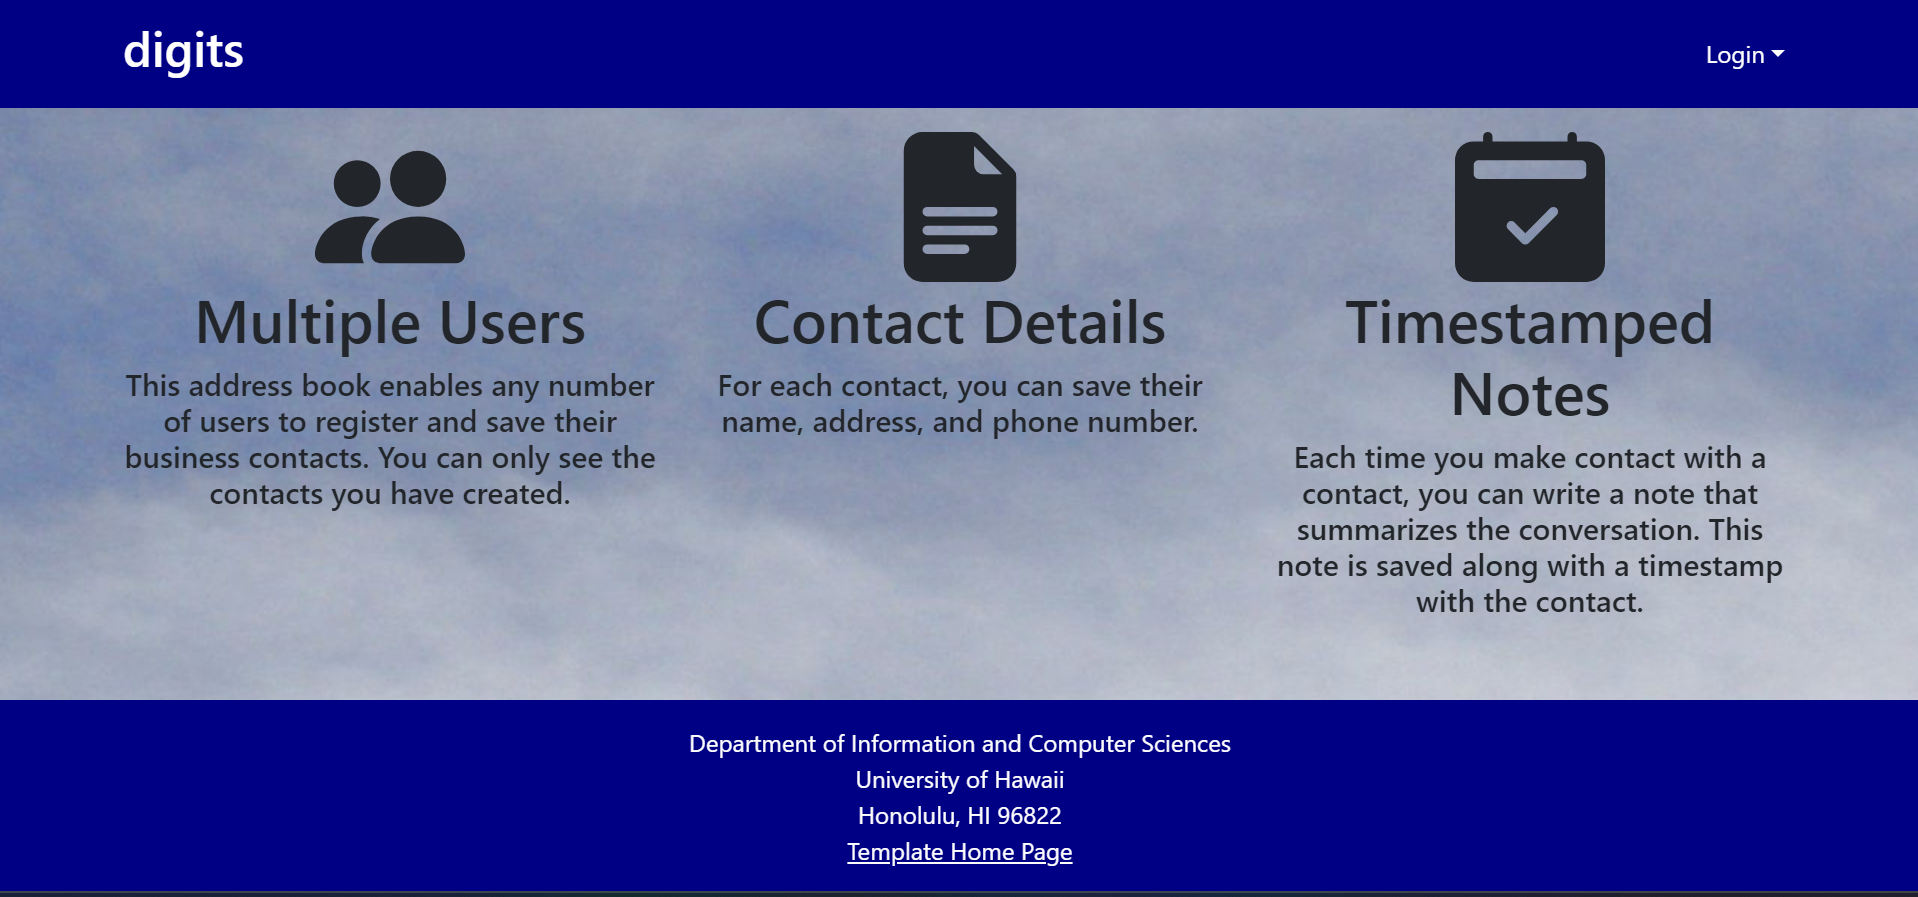 digits
Login
Multiple Users
This address book enables any number
of users to register and save their
business contacts. You can only see the
contacts you have created.
Contact Details
For each contact, you can save their
name, address, and phone number.
Timestamped
Notes
Each time you make contact with a
contact, you can write a note that
summarizes the conversation. This
note is saved along with a timestamp
with the contact.
Department of Information and Computer Sciences
University of Hawaii
Honolulu, HI 96822
Template Home Page